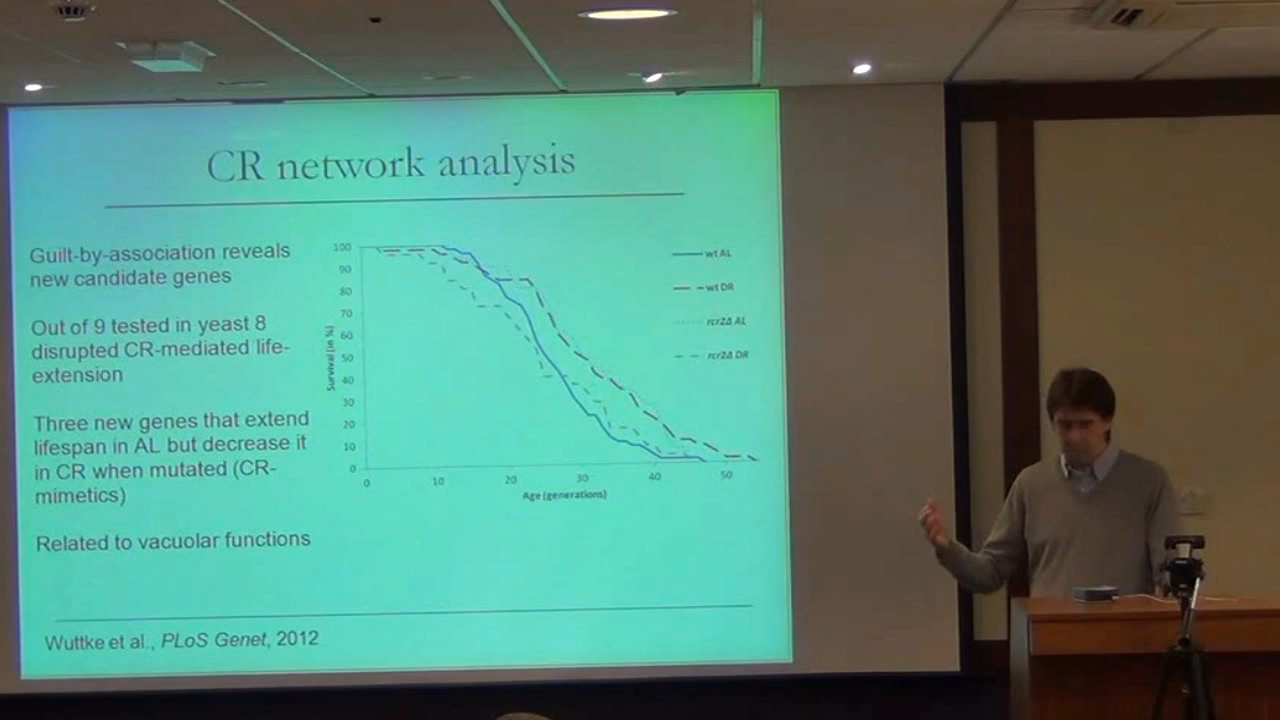 CR network analysis
Guilt-by-association reveals
new candidate genes
Out of 9 tested in yeast 8
disrupted CR-mediated life-
extension
Three new genes that extend
lifespan in AL but decrease it
in CR when mutated (CR-
mimetics)
Related to vacuolar functions
100
90
80
70
60
50
40
30
20
10
0
Survival (in %)
0 10 20 30 40 50
Age (generations)
wt AL
wt DR
rcr2Δ AL
rcr2Δ DR
Wuttke et al., PLoS Genet, 2012